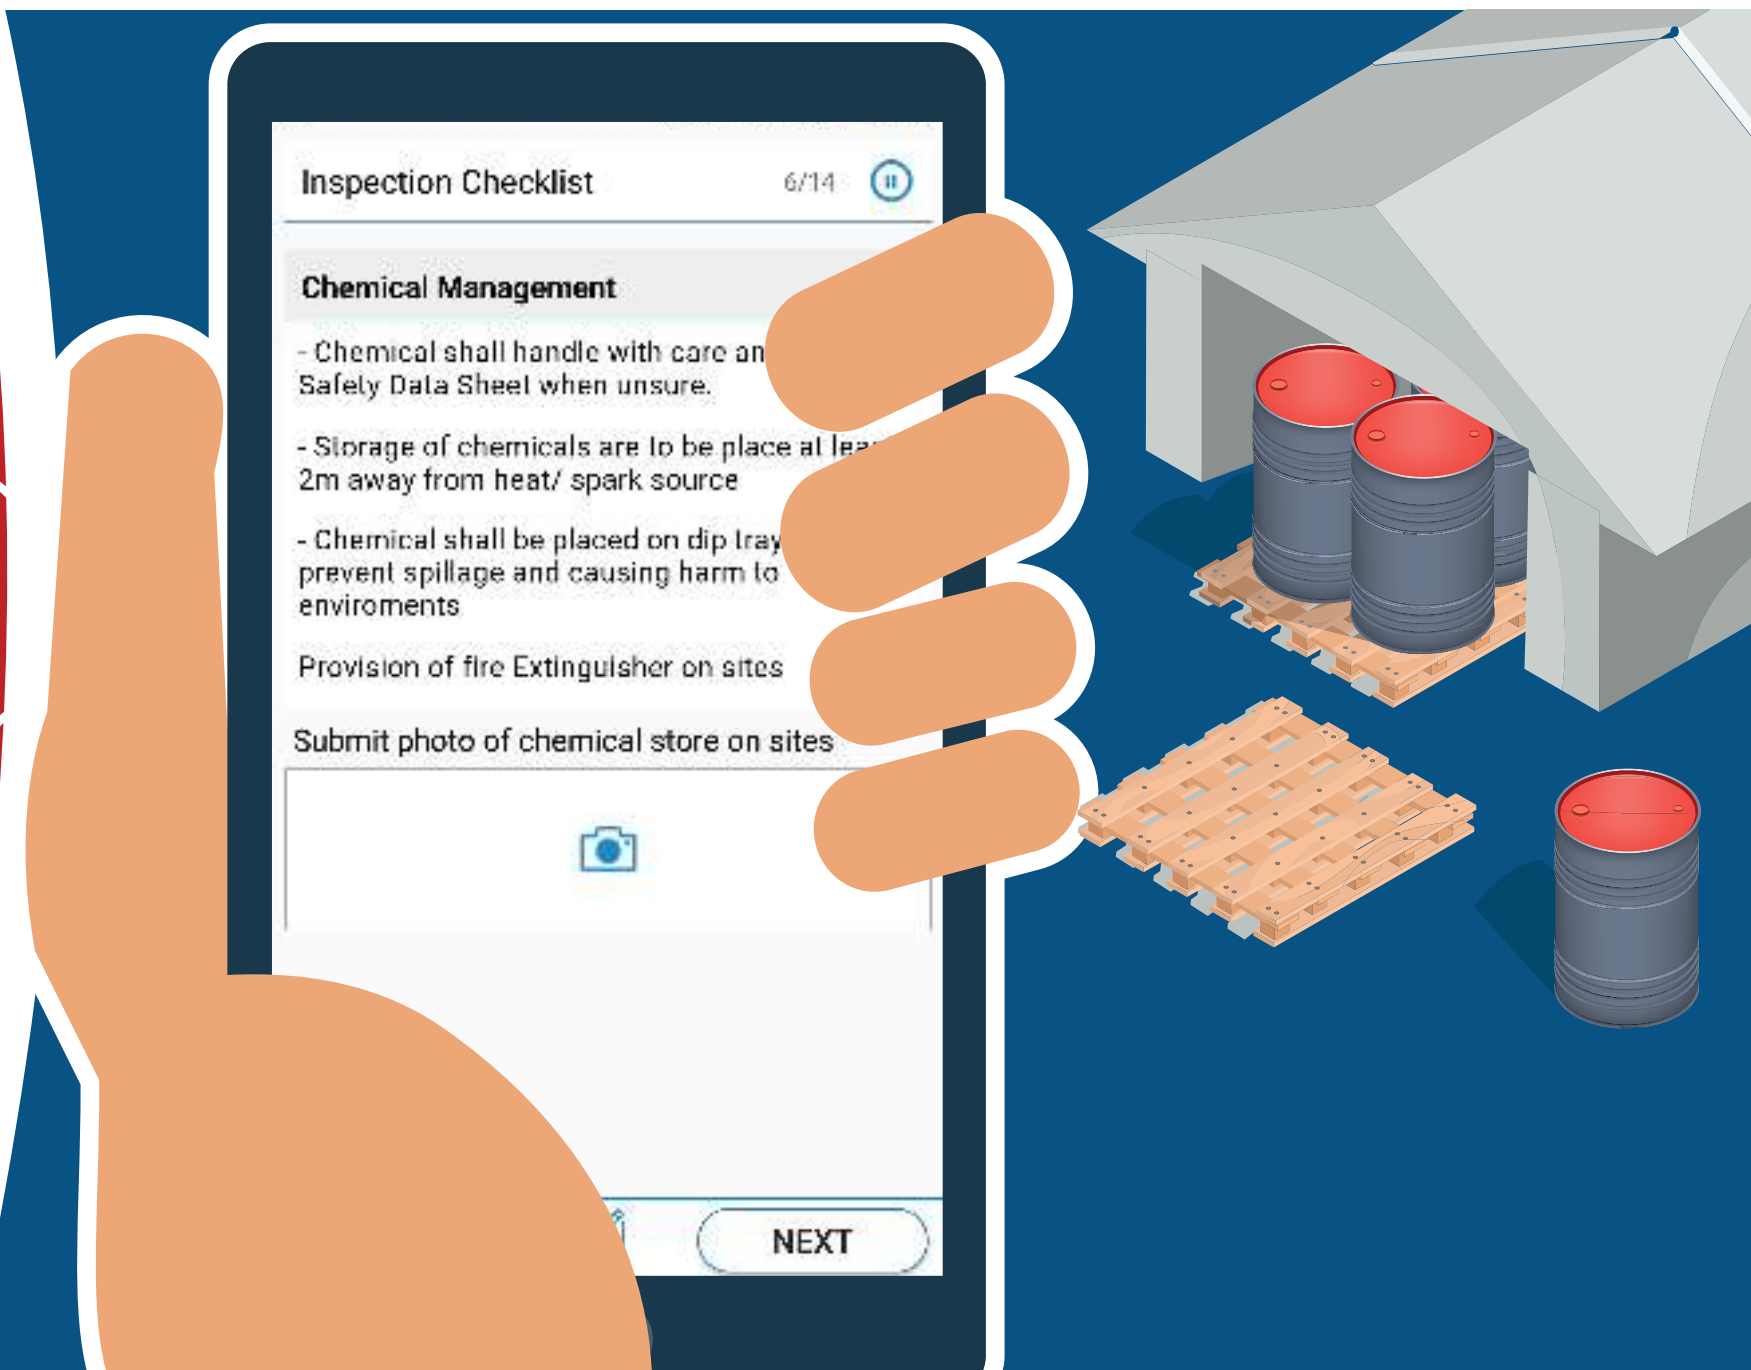 Inspection Checklist 6/14
Chemical Management
- Chemical shall handle with care
Safety Data Sheet when unsure.
- Storage of chemicals are to be place at
2m away from heat/ spark source
- Chemical shall be placed on dip tray
prevent spillage and causing harm to
enviroments
Provision of fire Extinguisher on sites
Submit photo of chemical store on sites
NEXT